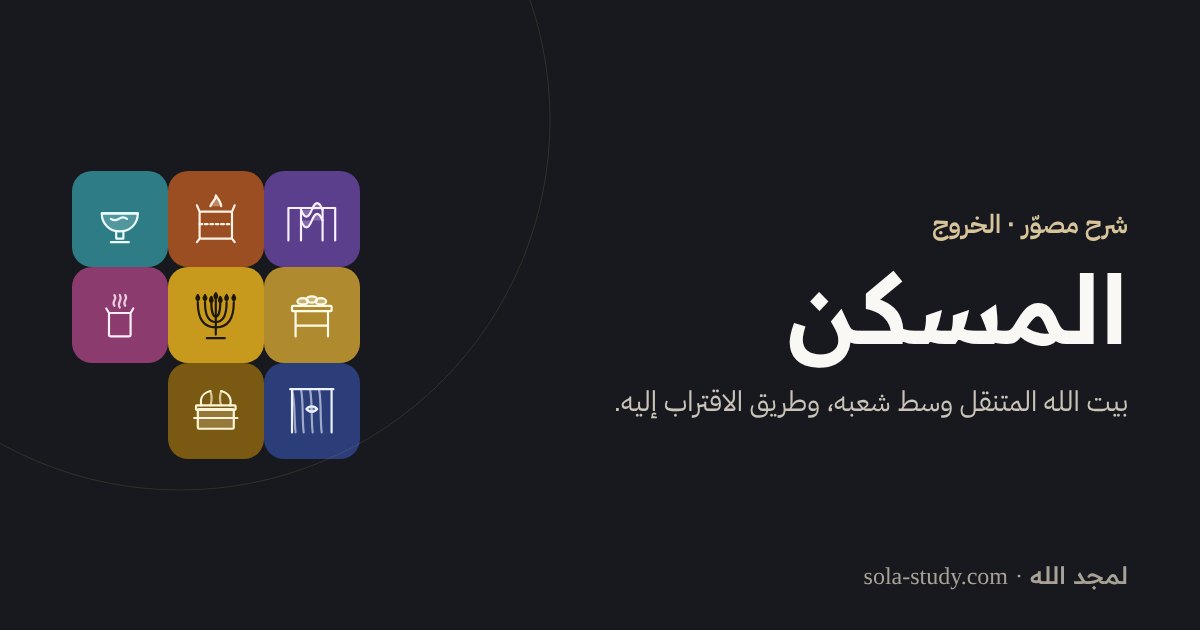 شرح مصوّر · الخروج
المسكن
بيت الله المتنقل وسط شعبه، وطريق الاقتراب إليه.
لمجد الله · sola-study.com